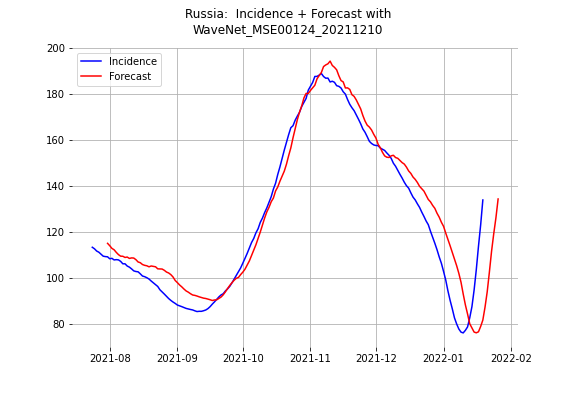 Russia:  Incidence + Forecast with
WaveNet_MSE00124_20211210
200
180
160
140
120
100
80
Incidence
Forecast
2021-08 2021-09 2021-10 2021-11 2021-12 2022-01 2022-02